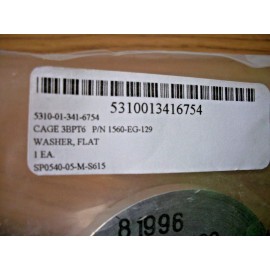 5310013416754
5310-01-341-6754
CAGE 3BPT6 P/N 1560-EG-129
WASHER, FLAT
1 EA.
SP0540-05-M-S615
81996